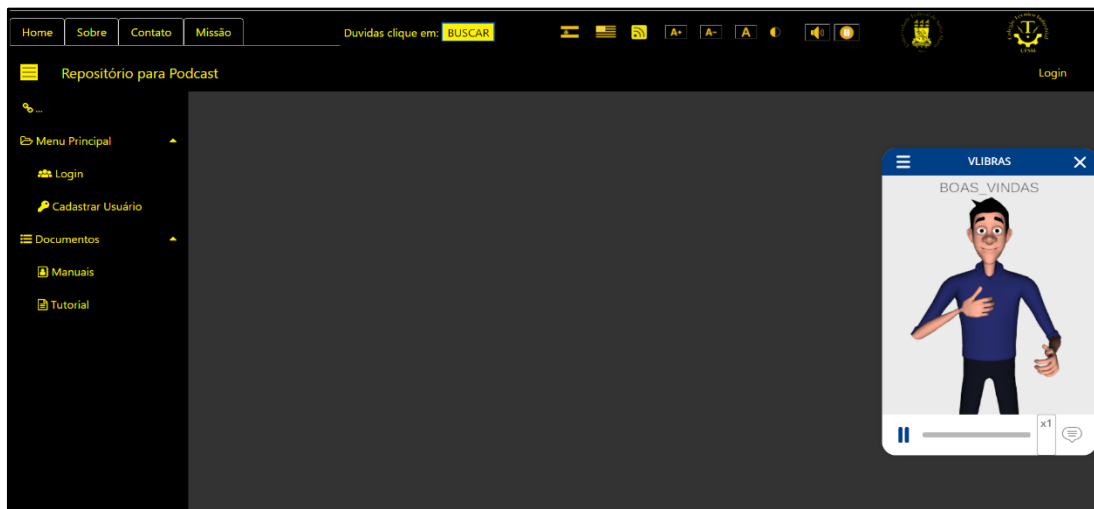 Home Sobre Contato Missão Duvidas clique em: BUSCAR A+ A- A
Repositório para Podcast Login
...
Menu Principal
Login
Cadastrar Usuário
Documentos
Manuais
Tutorial
VLIBRAS
BOAS_VINDAS
x1